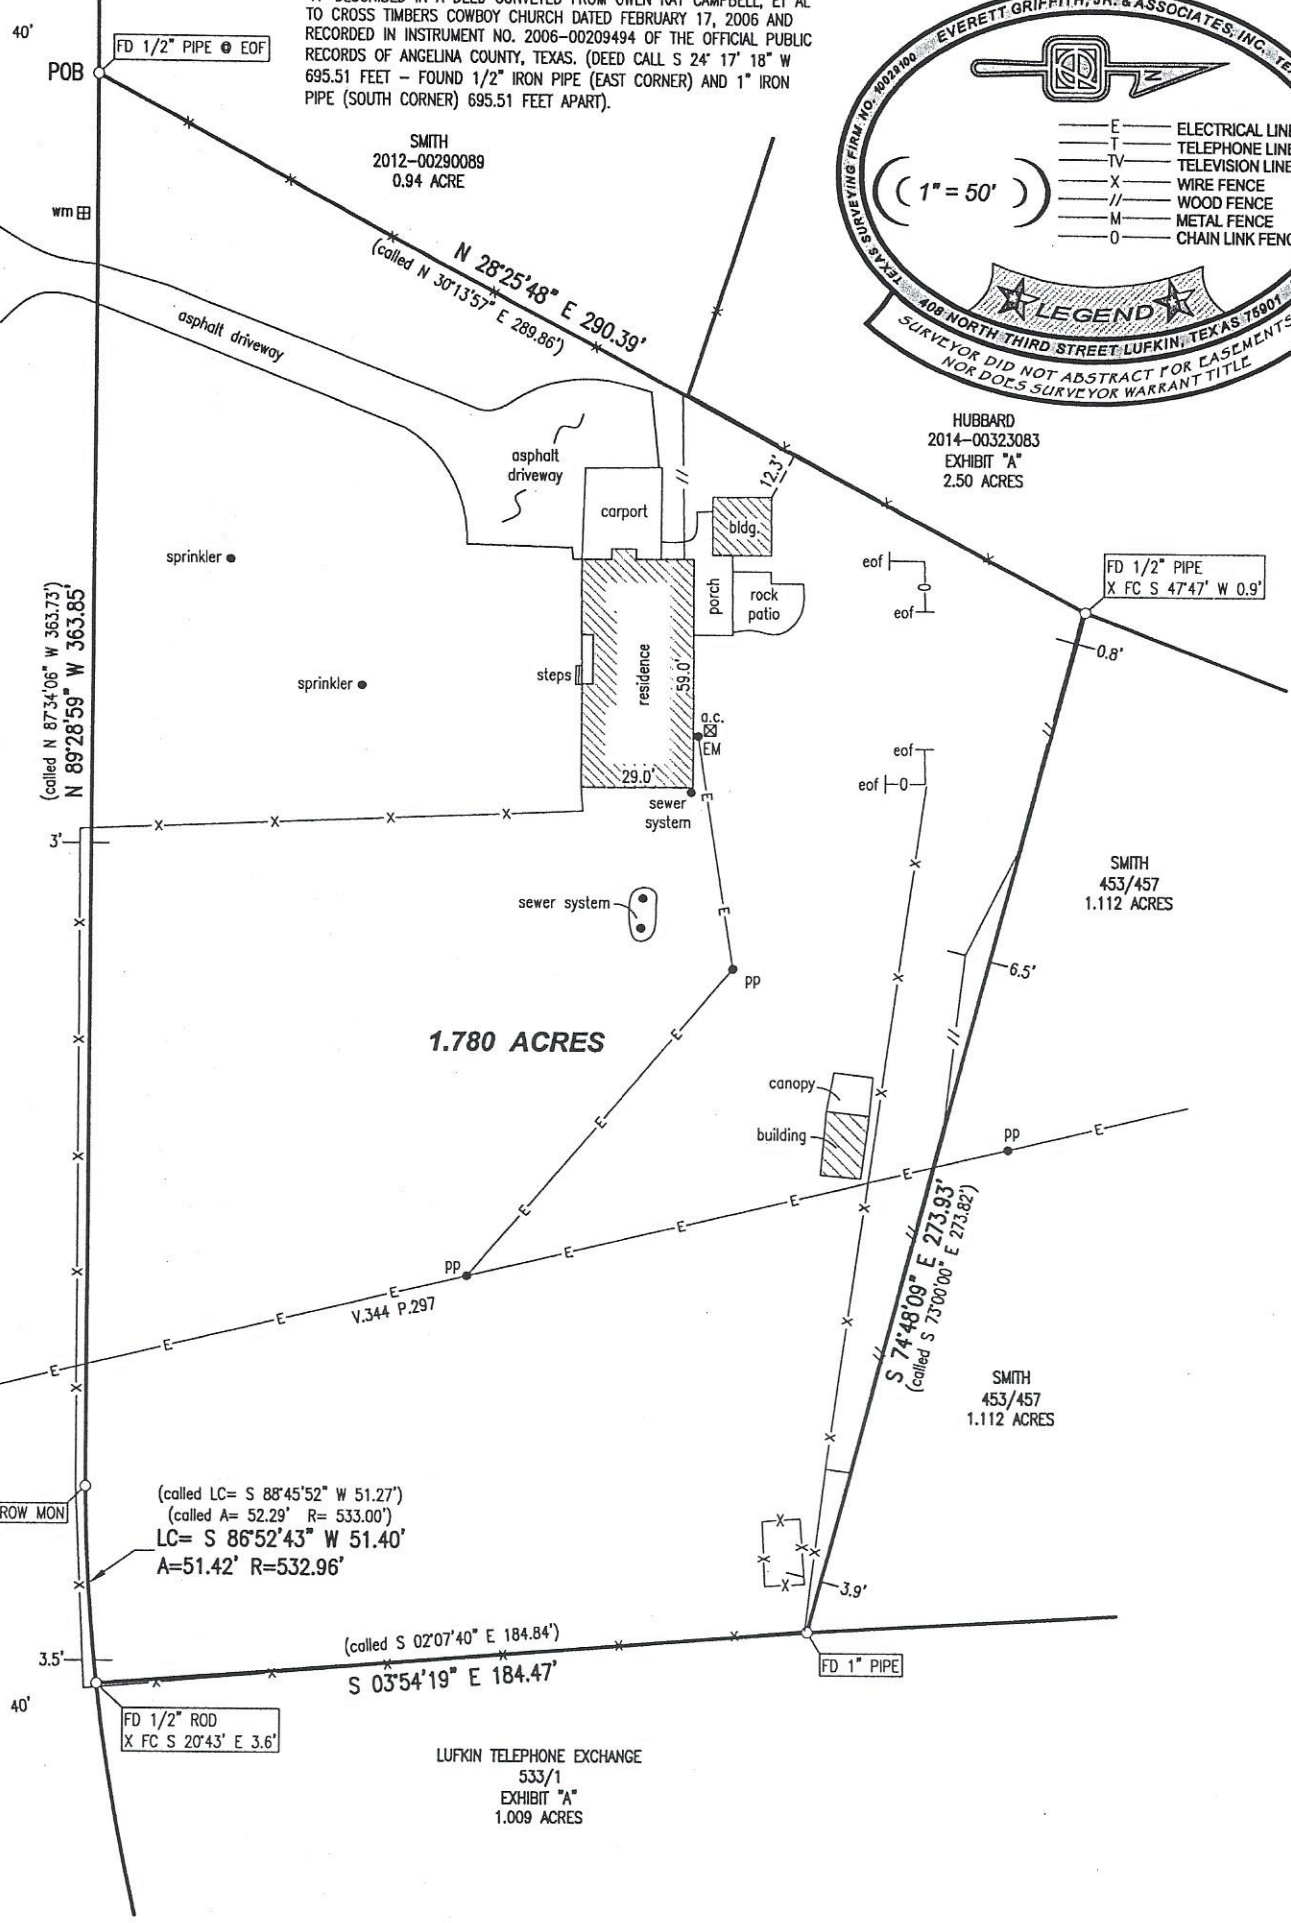 TO CROSS TIMBERS COWBOY CHURCH DATED FEBRUARY 17, 2006 AND
RECORDED IN INSTRUMENT NO. 2006-00209494 OF THE OFFICIAL PUBLIC
RECORDS OF ANGELINA COUNTY, TEXAS. (DEED CALL S 24° 17' 18" W
695.51 FEET - FOUND 1/2" IRON PIPE (EAST CORNER) AND 1" IRON
PIPE (SOUTH CORNER) 695.51 FEET APART).
40'
FD 1/2" PIPE @ EOF
POB
SMITH
2012-00290089
0.94 ACRE
wm
EVERETT GRIFFITH, JR. & ASSOCIATES, INC.
TEXAS SURVEYING FIRM NO. 10029100
N
E ELECTRICAL LINE
T TELEPHONE LINE
TV TELEVISION LINE
X WIRE FENCE
// WOOD FENCE
M METAL FENCE
O CHAIN LINK
(1" = 50')
LEGEND
408 NORTH THIRD STREET LUFKIN, TEXAS 75901
SURVEYOR DID NOT ABSTRACT FOR EASEMENTS
NOR DOES SURVEYOR WARRANT TITLE
N 28°25'48" E 290.39'
(called N 30°13'57" E 289.86')
asphalt driveway
HUBBARD
2014-00323083
EXHIBIT "A"
2.50 ACRES
asphalt
driveway
12.3'
carport
bldg.
sprinkler
eof
O
eof
FD 1/2" PIPE
X FC S 47°47' W 0.9'
porch
rock
patio
0.8'
(called N 87°34'06" W 363.73')
N 89°28'59" W 363.85'
residence
steps
59.0'
sprinkler
a.c.
EM
29.0'
eof
eof O
sewer
system
3'
SMITH
453/457
1.112 ACRES
sewer system
6.5'
pp
1.780 ACRES
canopy
building
pp
S 74°48'09" E 273.93'
(called S 73°00'00" E 273.82')
pp
V.344 P.297
SMITH
453/457
1.112 ACRES
ROW MON
(called LC= S 88°45'52" W 51.27')
(called A= 52.29' R= 533.00')
LC= S 86°52'43" W 51.40'
A=51.42' R=532.96'
3.9'
(called S 02°07'40" E 184.84')
S 03°54'19" E 184.47'
3.5'
FD 1" PIPE
40'
FD 1/2" ROD
X FC S 20°43' E 3.6'
LUFKIN TELEPHONE EXCHANGE
533/1
EXHIBIT "A"
1.009 ACRES